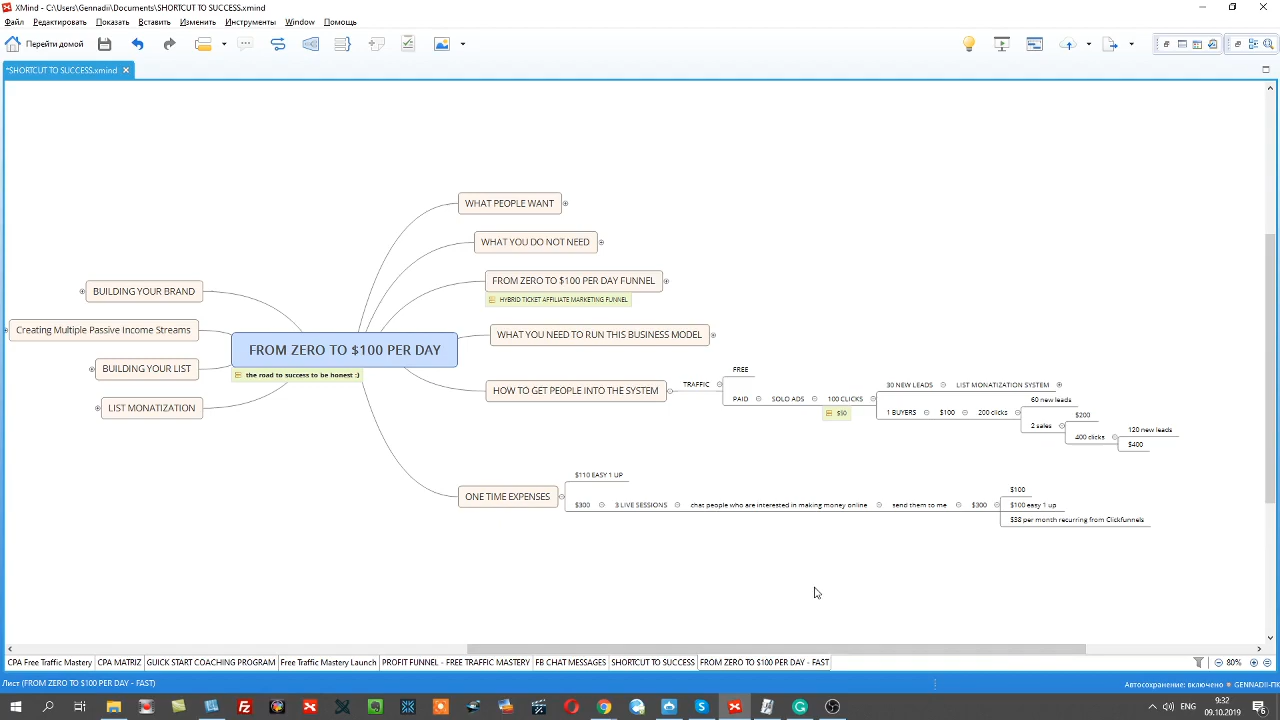 XMind - C:\Users\Gennadii\Documents\SHORTCUT TO SUCCESS.xmind
Файл Редактировать Показать Вставить Изменить Инструменты Window Помощь
Перейти домой
*SHORTCUT TO SUCCESS.xmind
WHAT PEOPLE WANT
WHAT YOU DO NOT NEED
FROM ZERO TO $100 PER DAY FUNNEL
HYBRID TICKET AFFILIATE MARKETING FUNNEL
WHAT YOU NEED TO RUN THIS BUSINESS MODEL
HOW TO GET PEOPLE INTO THE SYSTEM
TRAFFIC
FREE
PAID
SOLO ADS
100 CLICKS
$50
30 NEW LEADS
LIST MONETIZATION SYSTEM
1 BUYERS
$100
200 clicks
60 new leads
2 sales
$200
400 clicks
120 new leads
$400
ONE TIME EXPENSES
$110 EASY 1 UP
$300
3 LIVE SESSIONS
chat people who are interested in making money online
send them to me
$300
$100
$100 easy 1 up
$38 per month recurring from Clickfunnels
BUILDING YOUR BRAND
Creating Multiple Passive Income Streams
BUILDING YOUR LIST
LIST MONATIZATION
FROM ZERO TO $100 PER DAY
the road to success to be honest :)
CPA Free Traffic Mastery
CPA MATRIZ
GUICK START COACHING PROGRAM
Free Traffic Mastery Launch
PROFIT FUNNEL - FREE TRAFFIC MASTERY
FB CHAT MESSAGES
SHORTCUT TO SUCCESS
FROM ZERO TO $100 PER DAY - FAST
80%
Лист (FROM ZERO TO $100 PER DAY - FAST)
Автосохранение: включено
GENNADII-ПК
ENG
9:32
09.10.2019